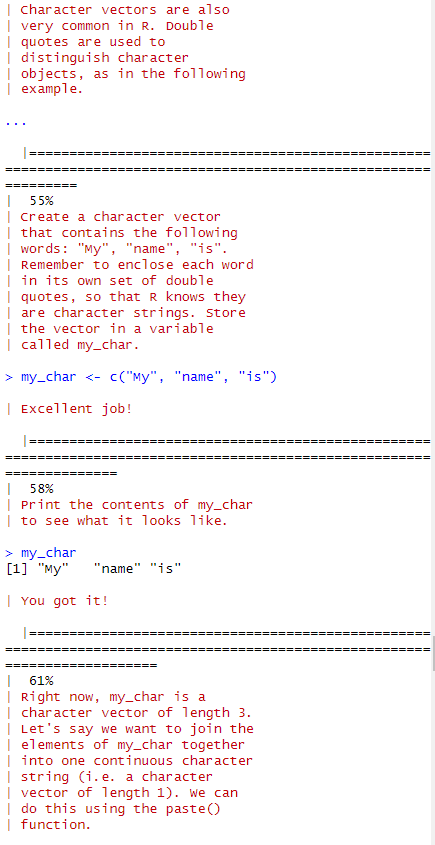 | Character vectors are also
| very common in R. Double
| quotes are used to
| distinguish character
| objects, as in the following
| example.
...
|==================================================
=====================================================
=========
| 55%
| Create a character vector
| that contains the following
| words: "My", "name", "is".
| Remember to enclose each word
| in its own set of double
| quotes, so that R knows they
| are character strings. Store
| the vector in a variable
| called my_char.
> my_char <- c("My", "name", "is")
| Excellent job!
|==================================================
=====================================================
==============
| 58%
| Print the contents of my_char
| to see what it looks like.
> my_char
[1] "My"   "name" "is"
| You got it!
|==================================================
=====================================================
===================
| 61%
| Right now, my_char is a
| character vector of length 3.
| Let's say we want to join the
| elements of my_char together
| into one continuous character
| string (i.e. a character
| vector of length 1). We can
| do this using the paste()
| function.